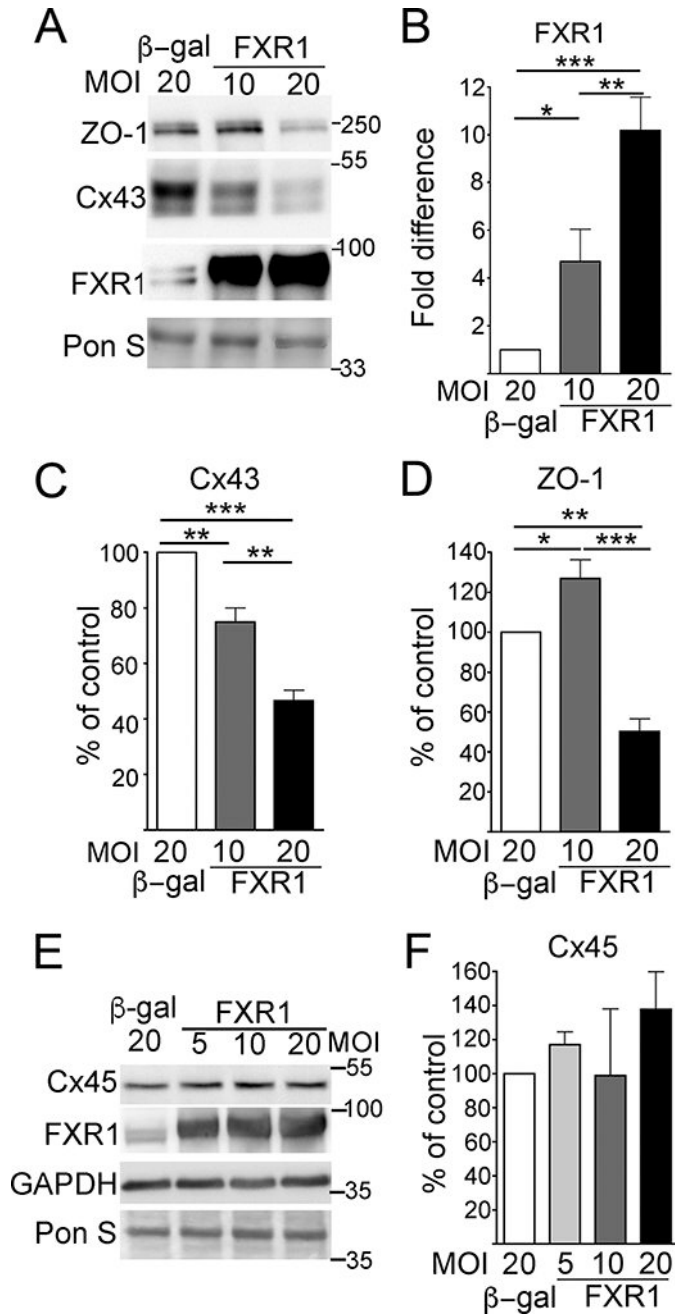 A
β-gal FXR1
MOI 20 10 20
ZO-1 250
55
Cx43
100
FXR1
Pon S
33
B
FXR1
***
**
*
Fold difference
12
10
8
6
4
2
MOI 20 10 20
β-gal FXR1
C
Cx43
***
** **
% of control
100
80
60
40
20
MOI 20 10 20
β-gal FXR1
D
ZO-1
**
* ***
% of control
140
120
100
80
60
40
20
MOI 20 10 20
β-gal FXR1
E
β-gal FXR1
20 5 10 20 MOI
55
Cx45
100
FXR1
GAPDH 35
Pon S
35
F
Cx45
% of control
160
140
120
100
80
60
40
20
MOI 20 5 10 20
β-gal FXR1